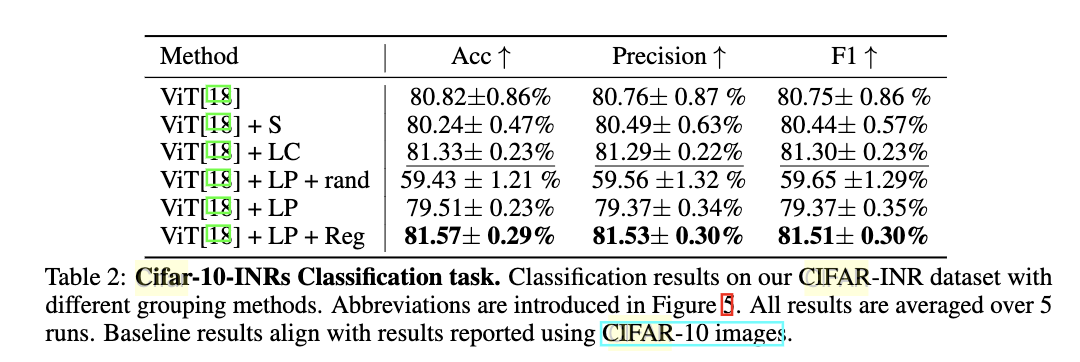 Method Acc ↑ Precision ↑ F1 ↑
ViT[18] 80.82±0.86% 80.76± 0.87 % 80.75± 0.86 %
ViT[18] + S 80.24± 0.47% 80.49± 0.63% 80.44± 0.57%
ViT[18] + LC 81.33± 0.23% 81.29± 0.22% 81.30± 0.23%
ViT[18] + LP + rand 59.43 ± 1.21 % 59.56 ±1.32 % 59.65 ±1.29%
ViT[18] + LP 79.51± 0.23% 79.37± 0.34% 79.37± 0.35%
ViT[18] + LP + Reg 81.57± 0.29% 81.53± 0.30% 81.51± 0.30%
Table 2: Cifar-10-INRs Classification task. Classification results on our CIFAR-INR dataset with
different grouping methods. Abbreviations are introduced in Figure 5. All results are averaged over 5
runs. Baseline results align with results reported using CIFAR-10 images.